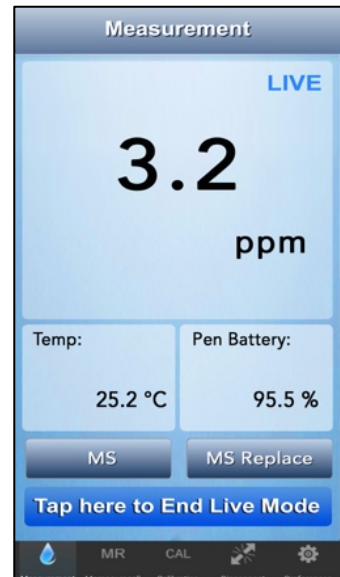 Measurement
LIVE
3.2
ppm
Temp:
Pen Battery:
25.2 °C
95.5 %
MS
MS Replace
Tap here to End Live Mode
MR
CAL